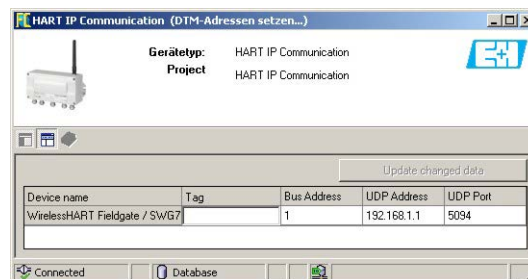 HART IP Communication (DTM-Adressen setzen...)
Gerätetyp: HART IP Communication
Project HART IP Communication
E+H
Update changed data
Device name Tag Bus Address UDP Address UDP Port
WirelessHART Fieldgate / SWG7 1 192.168.1.1 5094
Connected Database